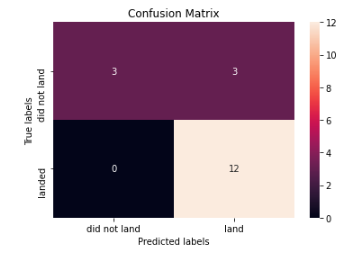 Confusion Matrix
12
10
8
6
4
2
0
True labels
did not land
landed
3 3
0 12
did not land land
Predicted labels